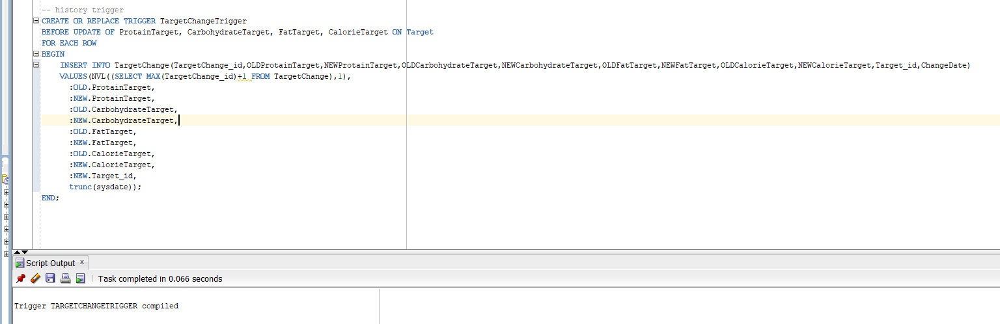 -- history trigger
CREATE OR REPLACE TRIGGER TargetChangeTrigger
BEFORE UPDATE OF ProtainTarget, CarbohydrateTarget, FatTarget, CalorieTarget ON Target
FOR EACH ROW
BEGIN
INSERT INTO TargetChange(TargetChange_id,OLDProtainTarget,NEWProtainTarget,OLDCarbohydrateTarget,NEWCarbohydrateTarget,OLDFatTarget,NEWFatTarget,OLDCalorieTarget,NEWCalorieTarget,Target_id,ChangeDate)
VALUES(NVL((SELECT MAX(TargetChange_id)+1 FROM TargetChange),1),
:OLD.ProtainTarget,
:NEW.ProtainTarget,
:OLD.CarbohydrateTarget,
:NEW.CarbohydrateTarget,
:OLD.FatTarget,
:NEW.FatTarget,
:OLD.CalorieTarget,
:NEW.CalorieTarget,
:NEW.Target_id,
trunc(sysdate));
END;
Script Output x
Task completed in 0.066 seconds
Trigger TARGETCHANGETRIGGER compiled